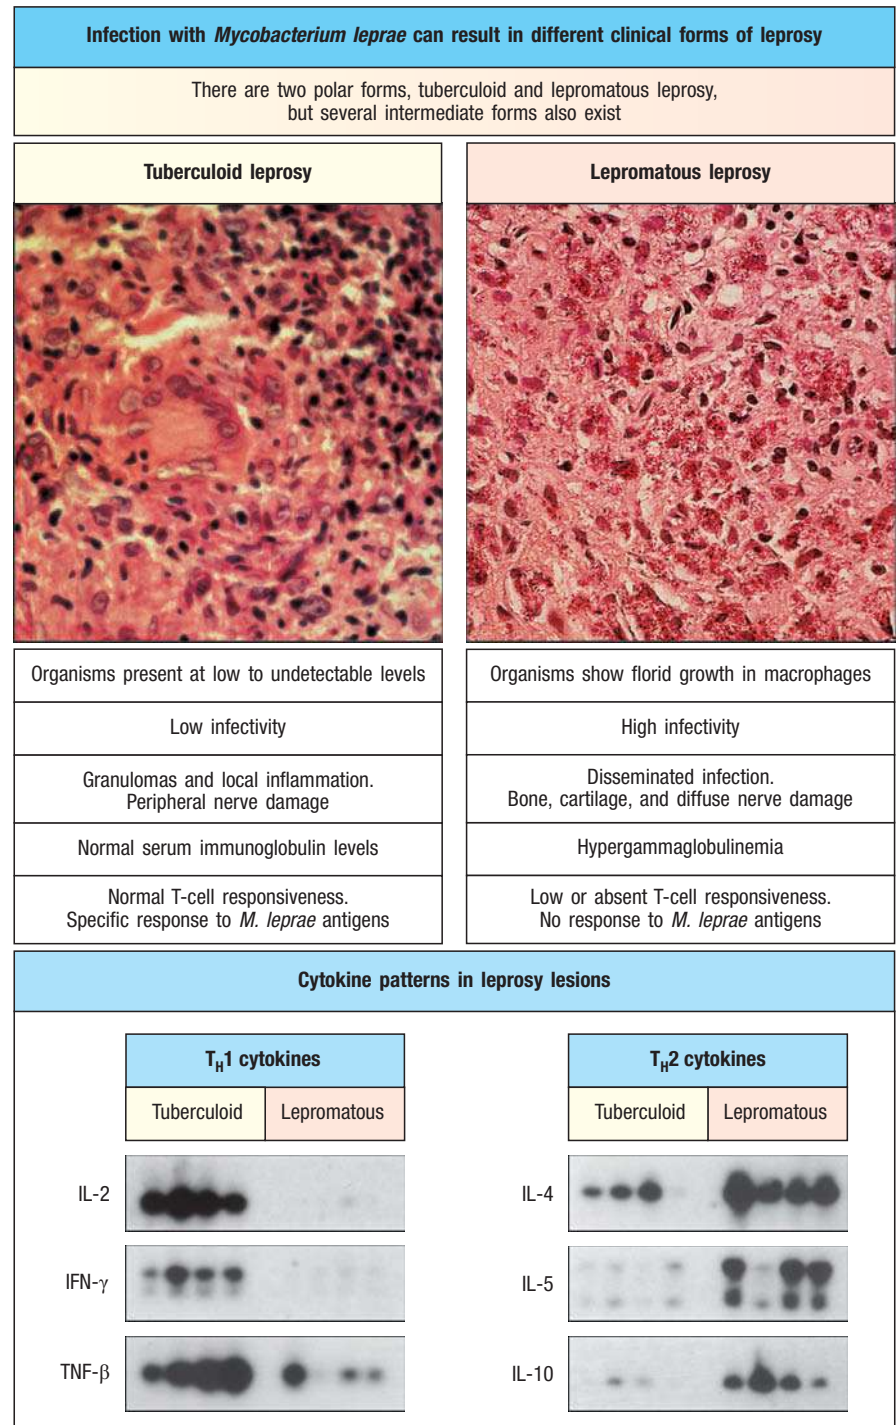 Infection with Mycobacterium leprae can result in different clinical forms of leprosy
There are two polar forms, tuberculoid and lepromatous leprosy,
but several intermediate forms also exist
Tuberculoid leprosy
Lepromatous leprosy
Organisms present at low to undetectable levels
Organisms show florid growth in macrophages
Low infectivity
High infectivity
Granulomas and local inflammation.
Peripheral nerve damage
Disseminated infection.
Bone, cartilage, and diffuse nerve damage
Normal serum immunoglobulin levels
Hypergammaglobulinemia
Normal T-cell responsiveness.
Specific response to M. leprae antigens
Low or absent T-cell responsiveness.
No response to M. leprae antigens
Cytokine patterns in leprosy lesions
TH1 cytokines
Tuberculoid
Lepromatous
IL-2
IFN-γ
TNF-β
TH2 cytokines
Tuberculoid
Lepromatous
IL-4
IL-5
IL-10